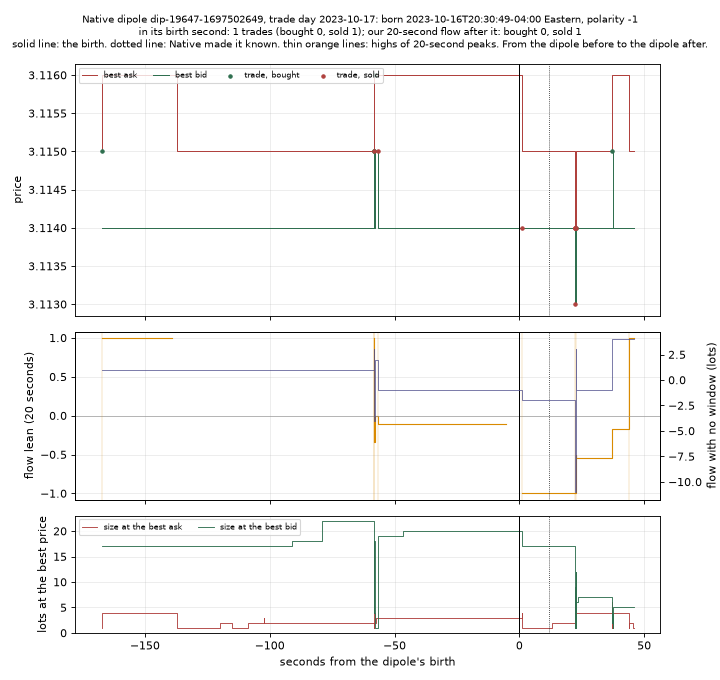 Native dipole dip-19647-1697502649, trade day 2023-10-17: born 2023-10-16T20:30:49-04:00 Eastern, polarity -1
in its birth second: 1 trades (bought 0, sold 1); our 20-second flow after it: bought 0, sold 1
solid line: the birth. dotted line: Native made it known. thin orange lines: highs of 20-second peaks. From the dipole before to the dipole after.
best ask best bid trade, bought trade, sold
3.1160
3.1155
3.1150
3.1145
3.1140
3.1135
3.1130
price
1.0
0.5
0.0
−0.5
−1.0
flow lean (20 seconds)
2.5
0.0
−2.5
−5.0
−7.5
−10.0
flow with no window (lots)
size at the best ask size at the best bid
20
15
10
5
0
lots at the best price
−150 −100 −50 0 50
seconds from the dipole's birth